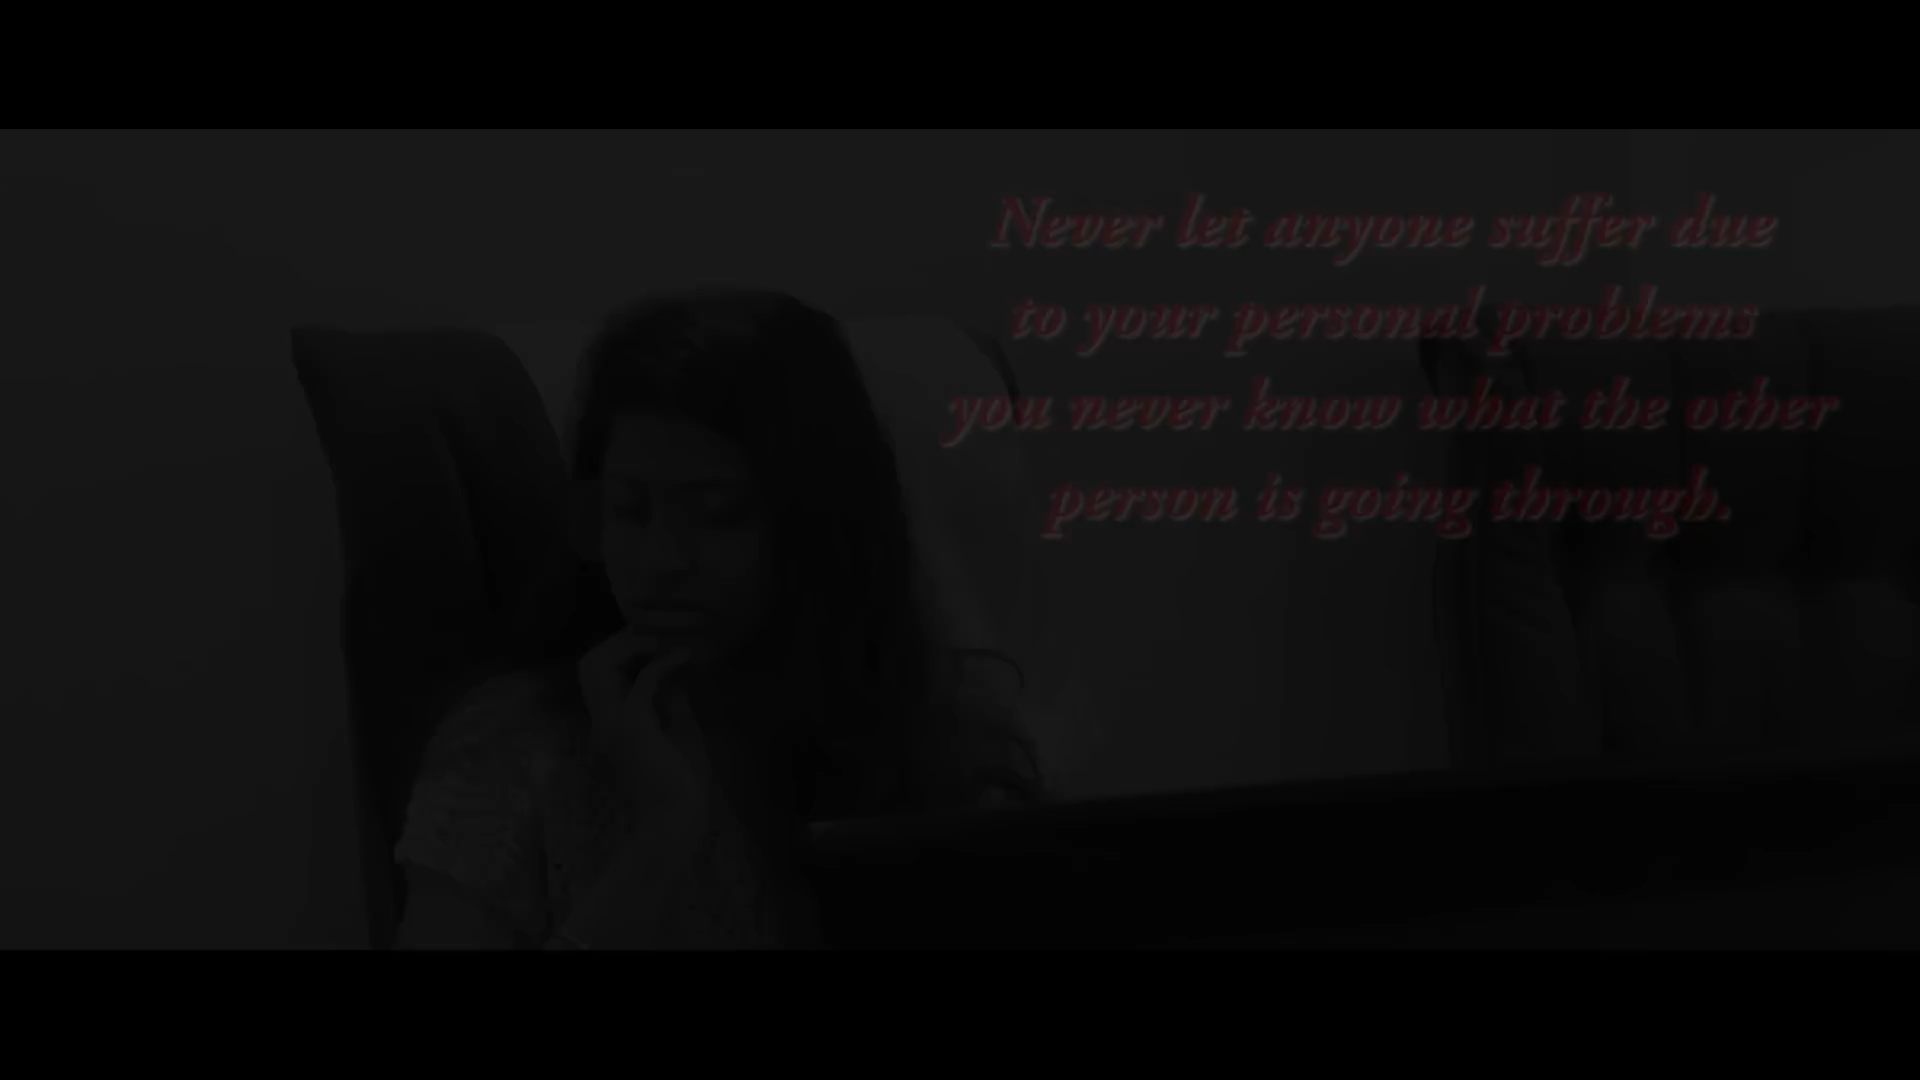 Never let anyone suffer due
to your personal problems
you never know what the other
person is going through.